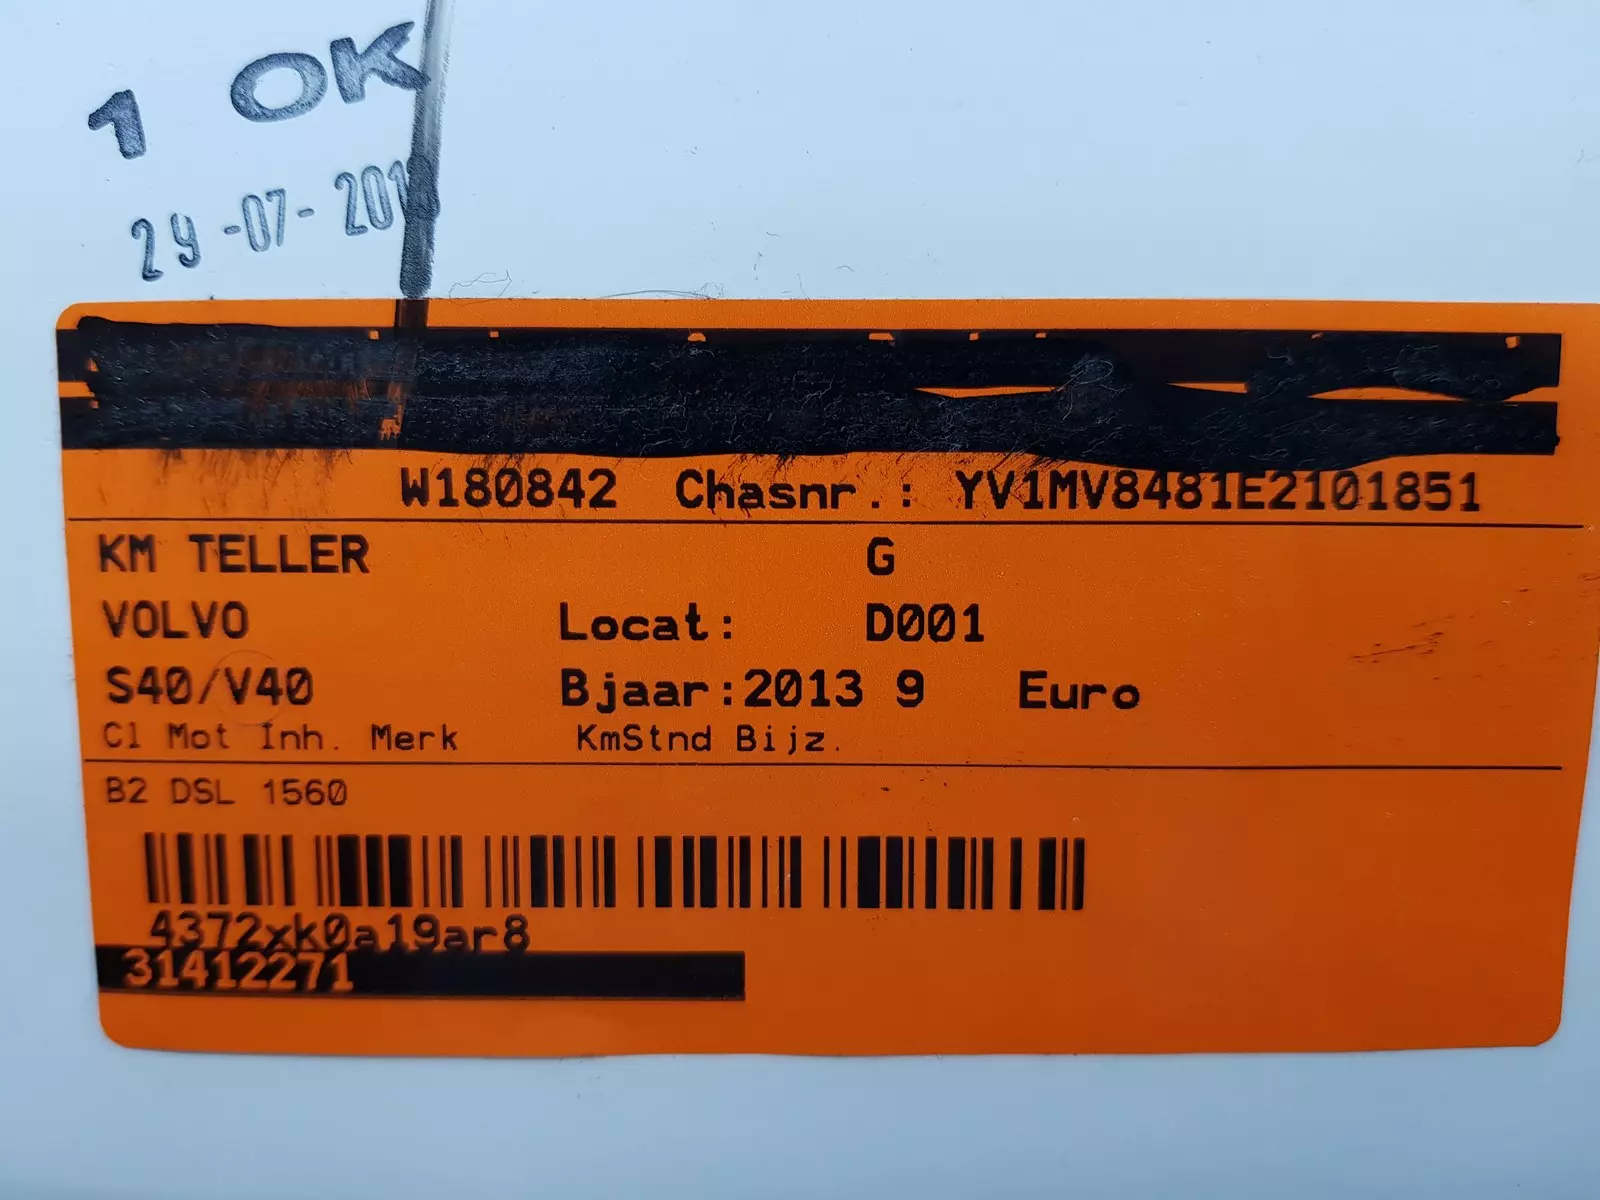 1 OK
29-07-201
W180842 Chasnr.: YV1MV8481E2101851
KM TELLER G
VOLVO Locat: D001
S40/V40 Bjaar:2013 9 Euro
Cl Mot Inh. Merk KmStnd Bijz.
B2 DSL 1560
4372xk0a19ar8
31412271